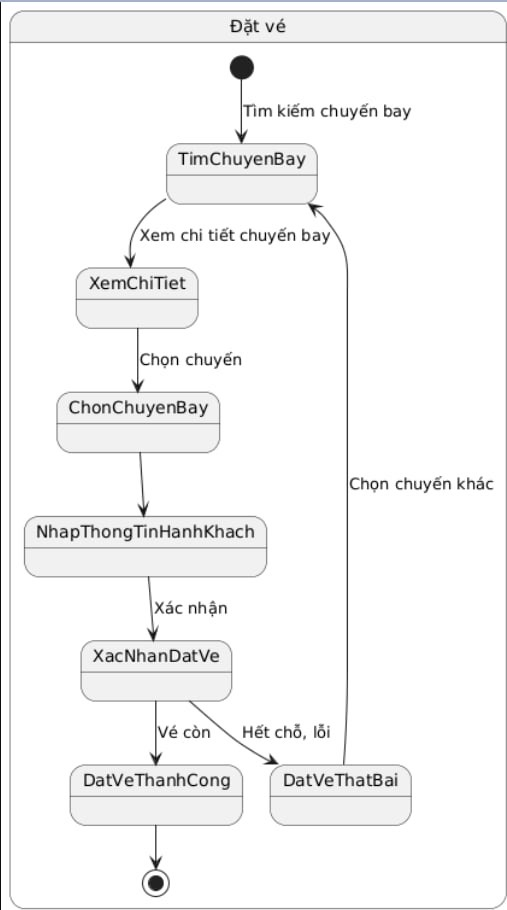 Đặt vé
Tìm kiếm chuyến bay
TimChuyenBay
Xem chi tiết chuyến bay
XemChiTiet
Chọn chuyến
ChonChuyenBay
Chọn chuyến khác
NhapThongTinHanhKhach
Xác nhận
XacNhanDatVe
Vé còn
Hết chỗ, lỗi
DatVeThanhCong
DatVeThatBai